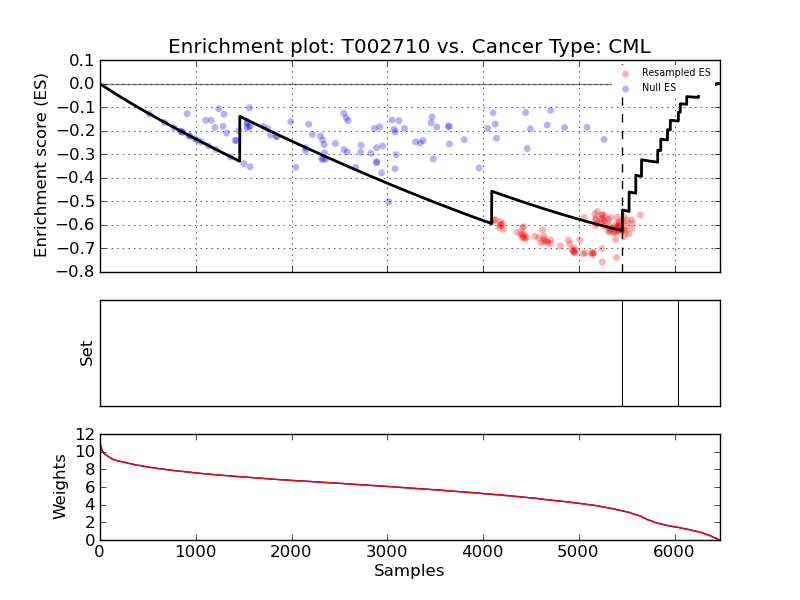 Enrichment plot: T002710 vs. Cancer Type: CML
Enrichment score (ES)
0.1
0.0
−0.1
−0.2
−0.3
−0.4
−0.5
−0.6
−0.7
−0.8
Resampled ES
Null ES
Set
Weights
12
10
8
6
4
2
0
0 1000 2000 3000 4000 5000 6000
Samples